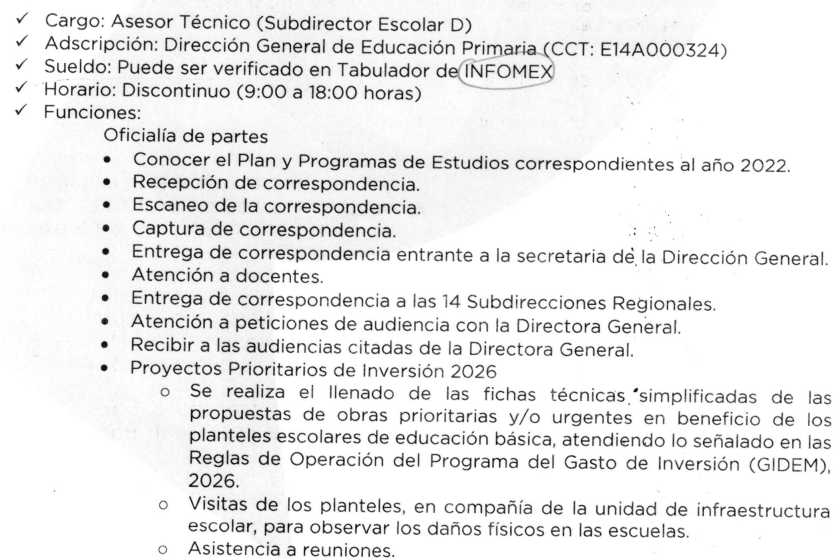 ✓ Cargo: Asesor Técnico (Subdirector Escolar D)
✓ Adscripción: Dirección General de Educación Primaria (CCT: E14A000324)
✓ Sueldo: Puede ser verificado en Tabulador de INFOMEX
✓ Horario: Discontinuo (9:00 a 18:00 horas)
✓ Funciones:
Oficialía de partes
• Conocer el Plan y Programas de Estudios correspondientes al año 2022.
• Recepción de correspondencia.
• Escaneo de la correspondencia.
• Captura de correspondencia.
• Entrega de correspondencia entrante a la secretaria de la Dirección General.
• Atención a docentes.
• Entrega de correspondencia a las 14 Subdirecciones Regionales.
• Atención a peticiones de audiencia con la Directora General.
• Recibir a las audiencias citadas de la Directora General.
• Proyectos Prioritarios de Inversión 2026
o Se realiza el llenado de las fichas técnicas simplificadas de las
propuestas de obras prioritarias y/o urgentes en beneficio de los
planteles escolares de educación básica, atendiendo lo señalado en las
Reglas de Operación del Programa del Gasto de Inversión (GIDEM),
2026.
o Visitas de los planteles, en compañía de la unidad de infraestructura
escolar, para observar los daños físicos en las escuelas.
o Asistencia a reuniones.